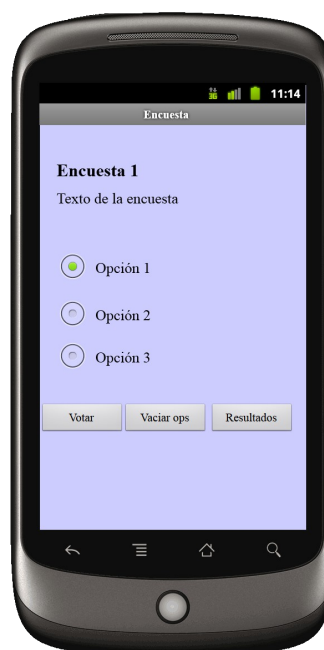 3G 11:14
Encuesta
Encuesta 1
Texto de la encuesta
Opción 1
Opción 2
Opción 3
Votar Vaciar ops Resultados